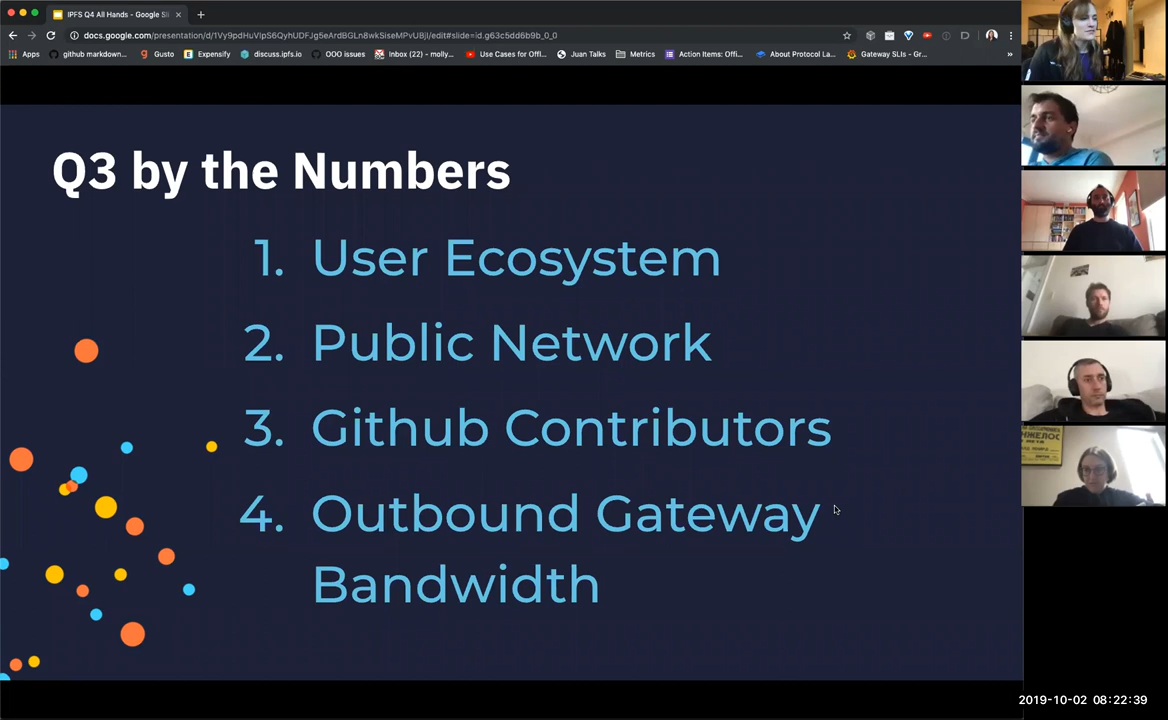 IPFS Q4 All Hands - Google Sli
docs.google.com/presentation/d/1Vy9pdHuVlpS6QyhUDFJg5eArdBGLn8wkSiseMPvUBjI/edit#slide=id.g63c5dd6b9b_0_0
Apps github markdown... Gusto Expensify discuss.ipfs.io OOO issues Inbox (22) - molly... Use Cases for Offl... Juan Talks Metrics Action Items: Offi... About Protocol La... Gateway SLIs - Gr... »
Q3 by the Numbers
1. User Ecosystem
2. Public Network
3. Github Contributors
4. Outbound Gateway
Bandwidth
НЖЕЛОС
2019-10-02 08:22:39